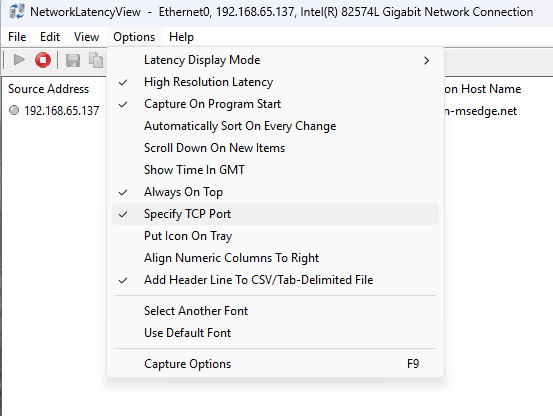 NetworkLatencyView - Ethernet0, 192.168.65.137, Intel(R) 82574L Gigabit Network Connection
File Edit View Options Help
Latency Display Mode
Source Address High Resolution Latency on Host Name
192.168.65.137 Capture On Program Start n-msedge.net
Automatically Sort On Every Change
Scroll Down On New Items
Show Time In GMT
Always On Top
Specify TCP Port
Put Icon On Tray
Align Numeric Columns To Right
Add Header Line To CSV/Tab-Delimited File
Select Another Font
Use Default Font
Capture Options F9